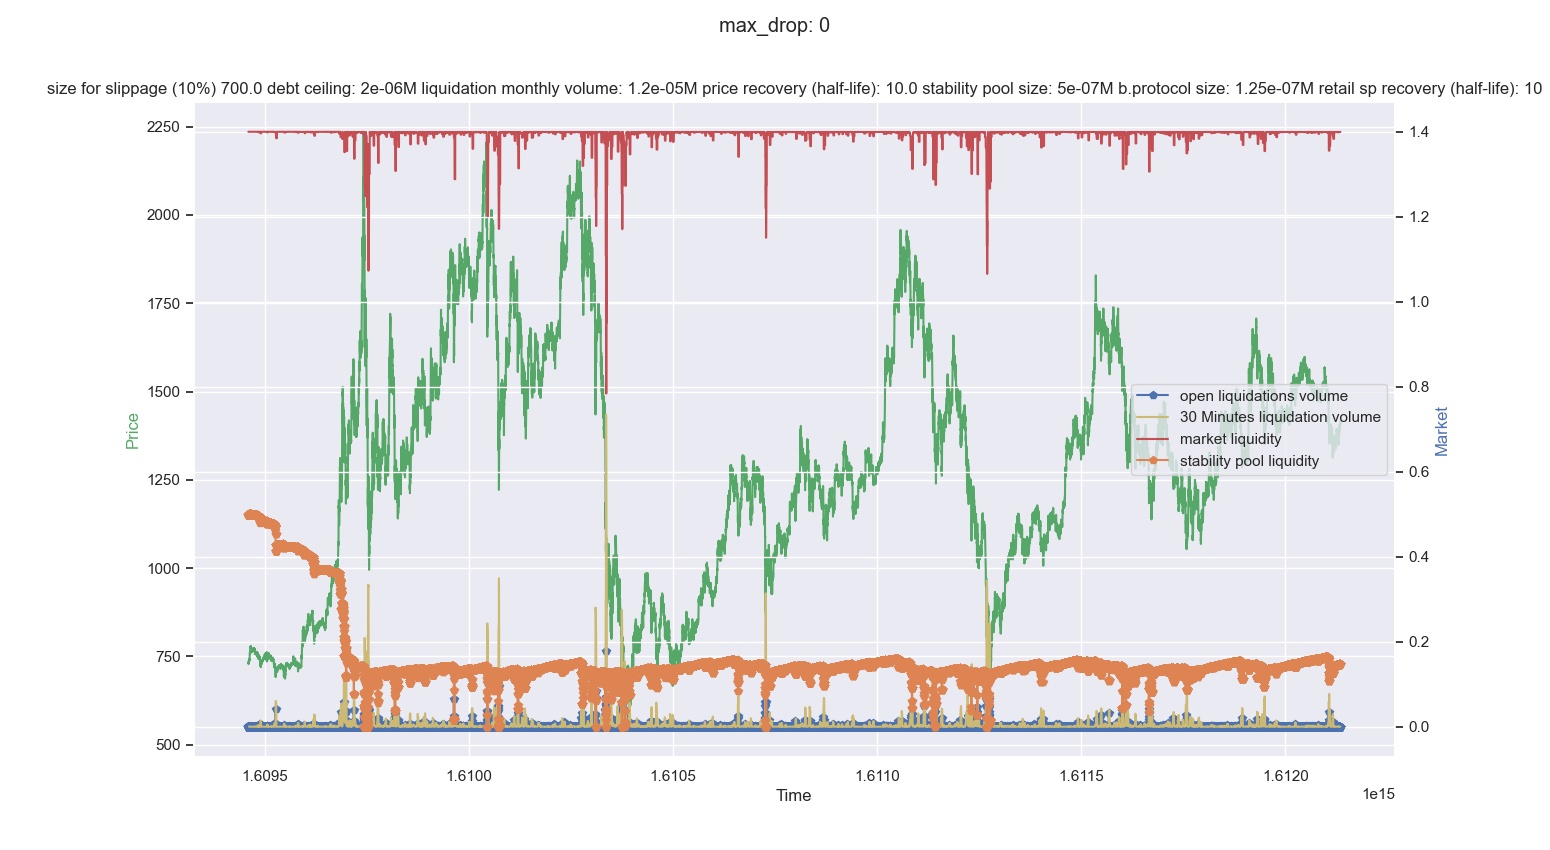 max_drop: 0
size for slippage (10%) 700.0 debt ceiling: 2e-06M liquidation monthly volume: 1.2e-05M price recovery (half-life): 10.0 stability pool size: 5e-07M b.protocol size: 1.25e-07M retail sp recovery (half-life): 10
2250
2000
1750
1500
1250
1000
750
500
Price
1.4
1.2
1.0
0.8
0.6
0.4
0.2
0.0
Market
open liquidations volume
30 Minutes liquidation volume
market liquidity
stability pool liquidity
1.6095 1.6100 1.6105 1.6110 1.6115 1.6120
Time
1e15